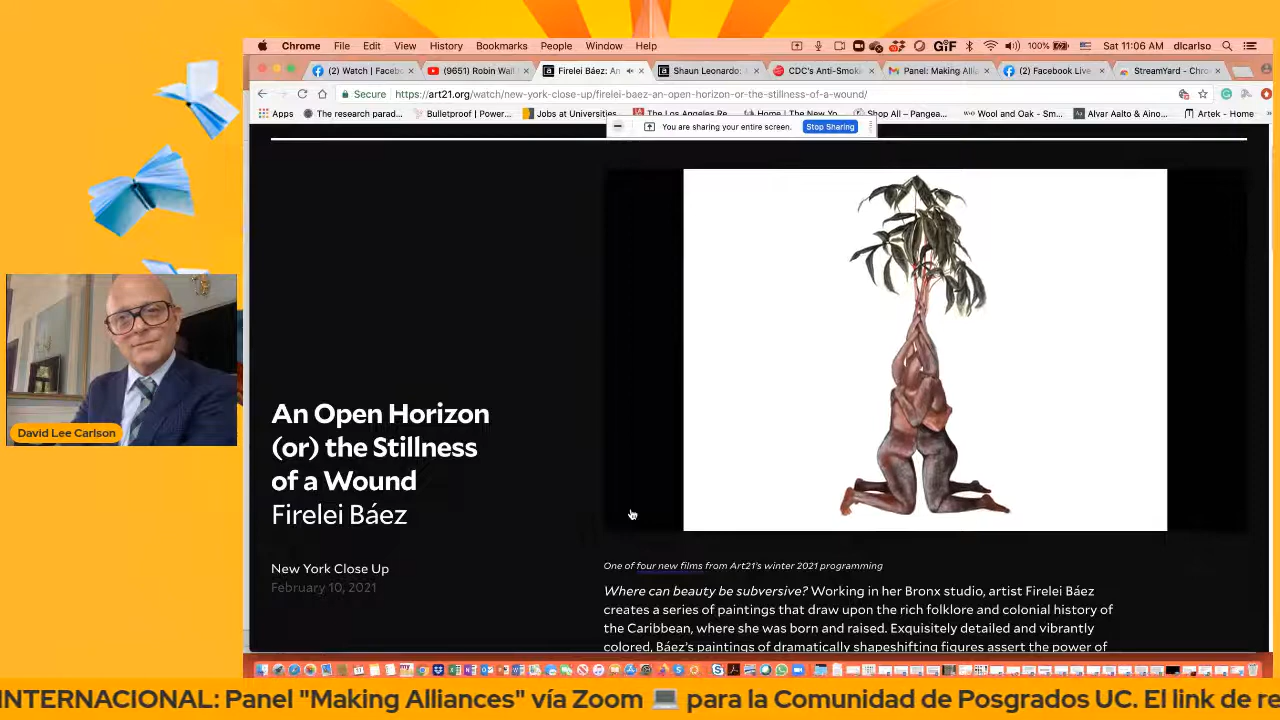 Chrome File Edit View History Bookmarks People Window Help GiF 100% Sat 11:06 AM dlcarlso
(2) Watch | Facebo
(9651) Robin Wall
Firelei Báez: An
Shaun Leonardo:
CDC's Anti-Smoki
Panel: Making Allia
(2) Facebook Live
StreamYard - Chro
Secure https://art21.org/watch/new-york-close-up/firelei-baez-an-open-horizon-or-the-stillness-of-a-wound/
Apps The research parad... Bulletproof | Power... Jobs at Universities The Los Angeles Re Home | The New Yo Shop All – Pangea... Wool and Oak - Sm... Alvar Aalto & Aino... Artek - Home
You are sharing your entire screen. Stop Sharing
An Open Horizon
(or) the Stillness
of a Wound
Firelei Báez
New York Close Up
February 10, 2021
One of four new films from Art21's winter 2021 programming
Where can beauty be subversive? Working in her Bronx studio, artist Firelei Báez
creates a series of paintings that draw upon the rich folklore and colonial history of
the Caribbean, where she was born and raised. Exquisitely detailed and vibrantly
colored, Báez's paintings of dramatically shapeshifting figures assert the power of
David Lee Carlson
INTERNACIONAL: Panel "Making Alliances" vía Zoom 💻 para la Comunidad de Posgrados UC. El link de re